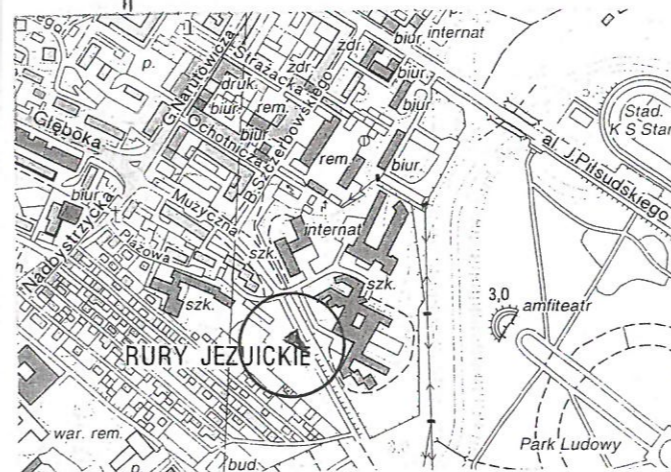 p.
zdr.
zdr.
biur.
internat
biur.
biur.
biur.
Strażacka
G. Narutowicza
druk.
biur.
rem.
biur.
Ochotnicza
B. Szczerbowskiego
rem.
Głęboka
biur.
Nadbystrzycka
Muzyczna
Plażowa
szk.
internat
szk.
szk.
Stad.
K S Star
al. J. Piłsudskiego
3,0
amfiteatr
RURY JEZUICKIE
war. rem.
p.
bud.
Park Ludowy